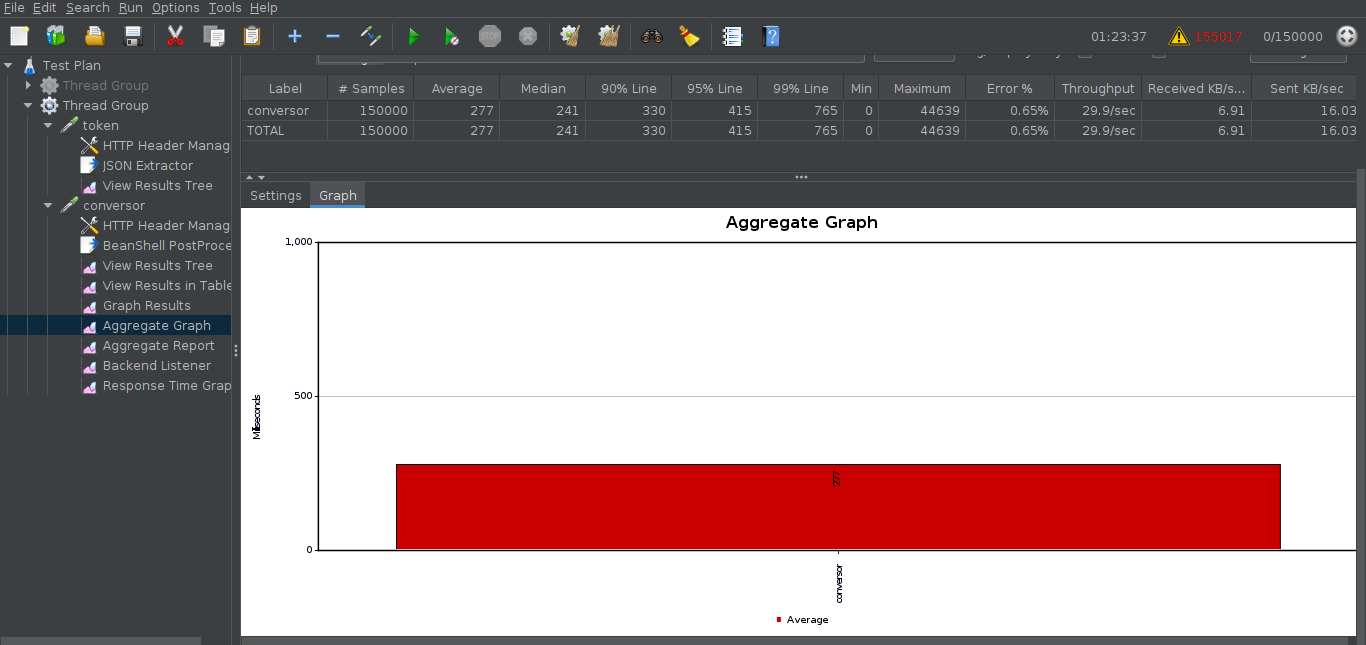 File Edit Search Run Options Tools Help
STOP 01:23:37 155017 0/150000
Test Plan
Thread Group
Thread Group
token
HTTP Header Manag
JSON Extractor
View Results Tree
conversor
HTTP Header Manag
BeanShell PostProce
View Results Tree
View Results in Table
Graph Results
Aggregate Graph
Aggregate Report
Backend Listener
Response Time Grap
Label # Samples Average Median 90% Line 95% Line 99% Line Min Maximum Error % Throughput Received KB/s... Sent KB/sec
conversor 150000 277 241 330 415 765 0 44639 0.65% 29.9/sec 6.91 16.03
TOTAL 150000 277 241 330 415 765 0 44639 0.65% 29.9/sec 6.91 16.03
Settings Graph
Aggregate Graph
1,000
500
0
Milliseconds
277
conversor
Average